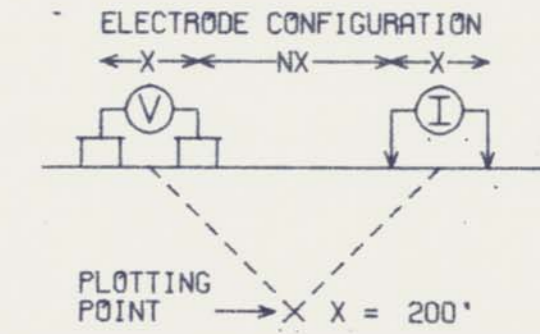 ELECTRODE CONFIGURATION
X NX X
V I
PLOTTING
POINT X X = 200'